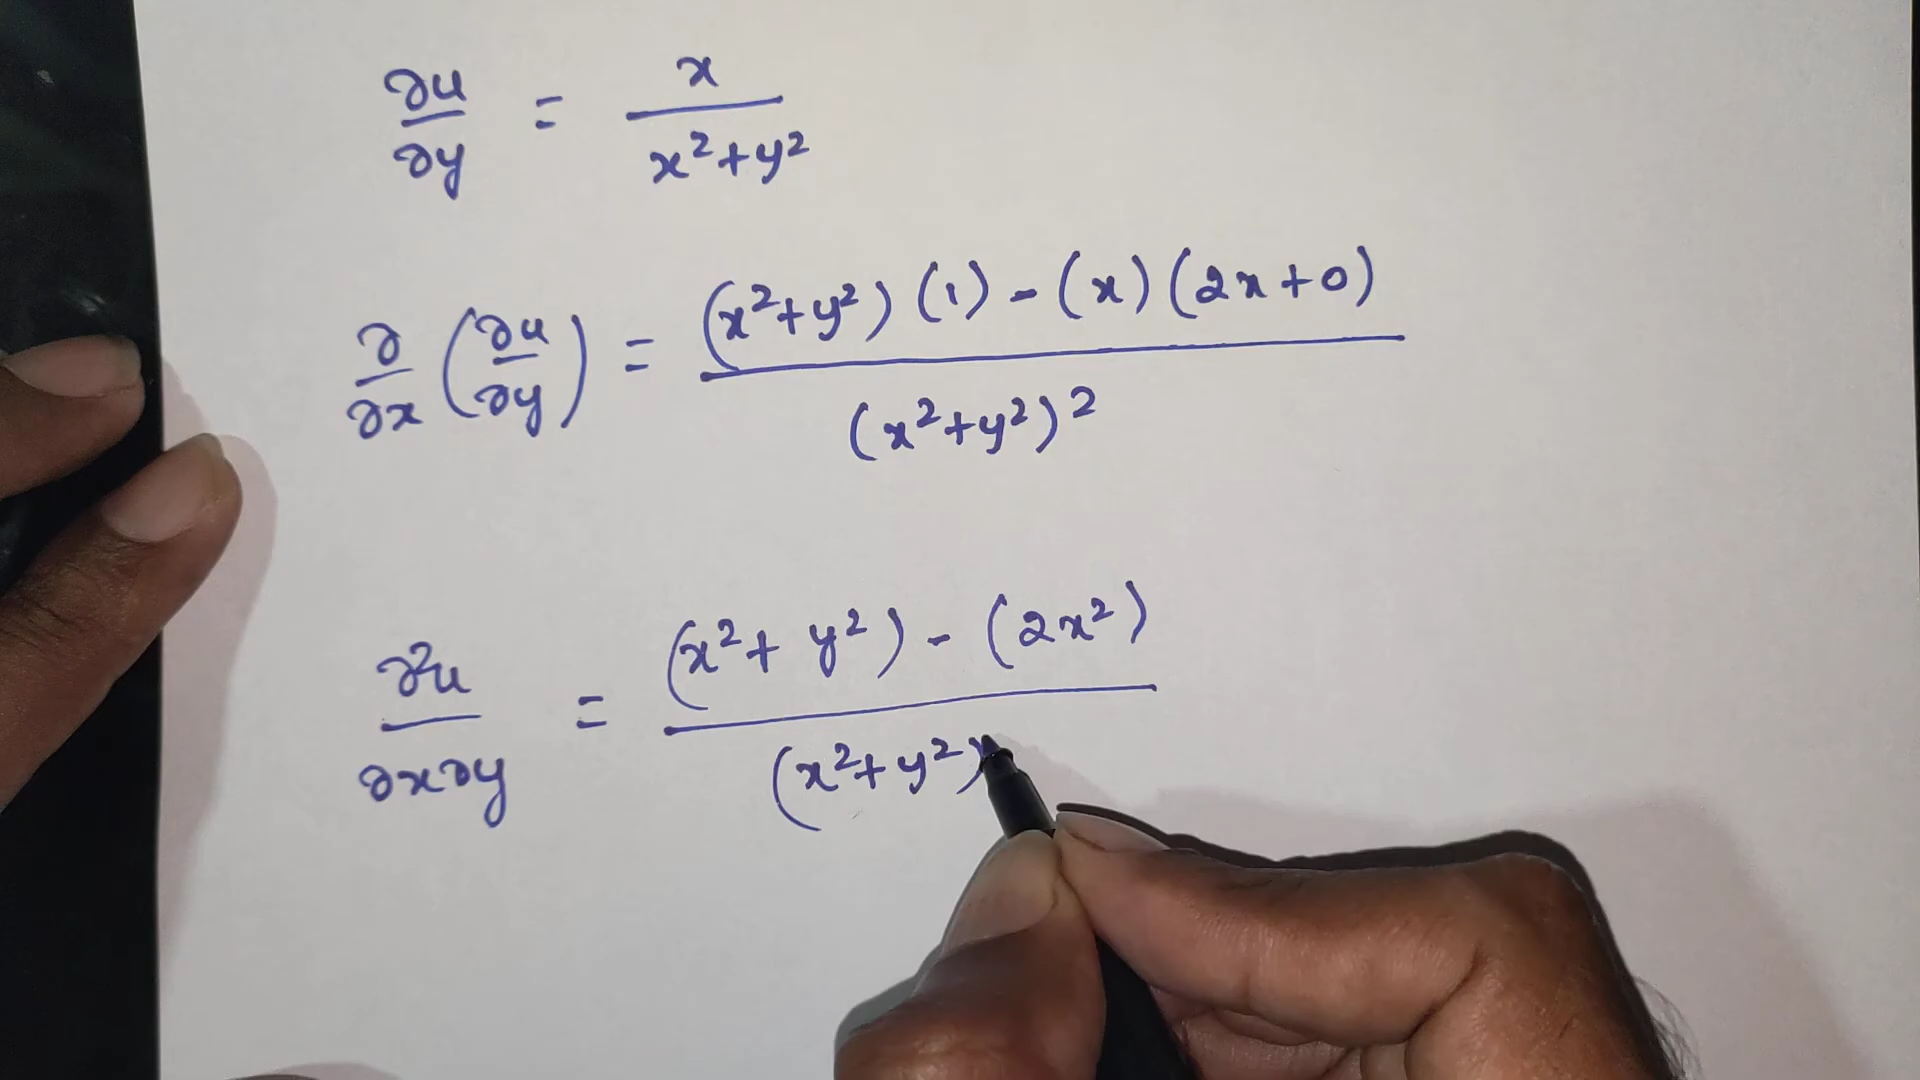 ∂u/∂y = x/(x²+y²)
∂/∂x (∂u/∂y) = ((x²+y²)(1) - (x)(2x+0))/(x²+y²)²
∂²u/∂x∂y = ((x²+y²) - (2x²))/(x²+y²)